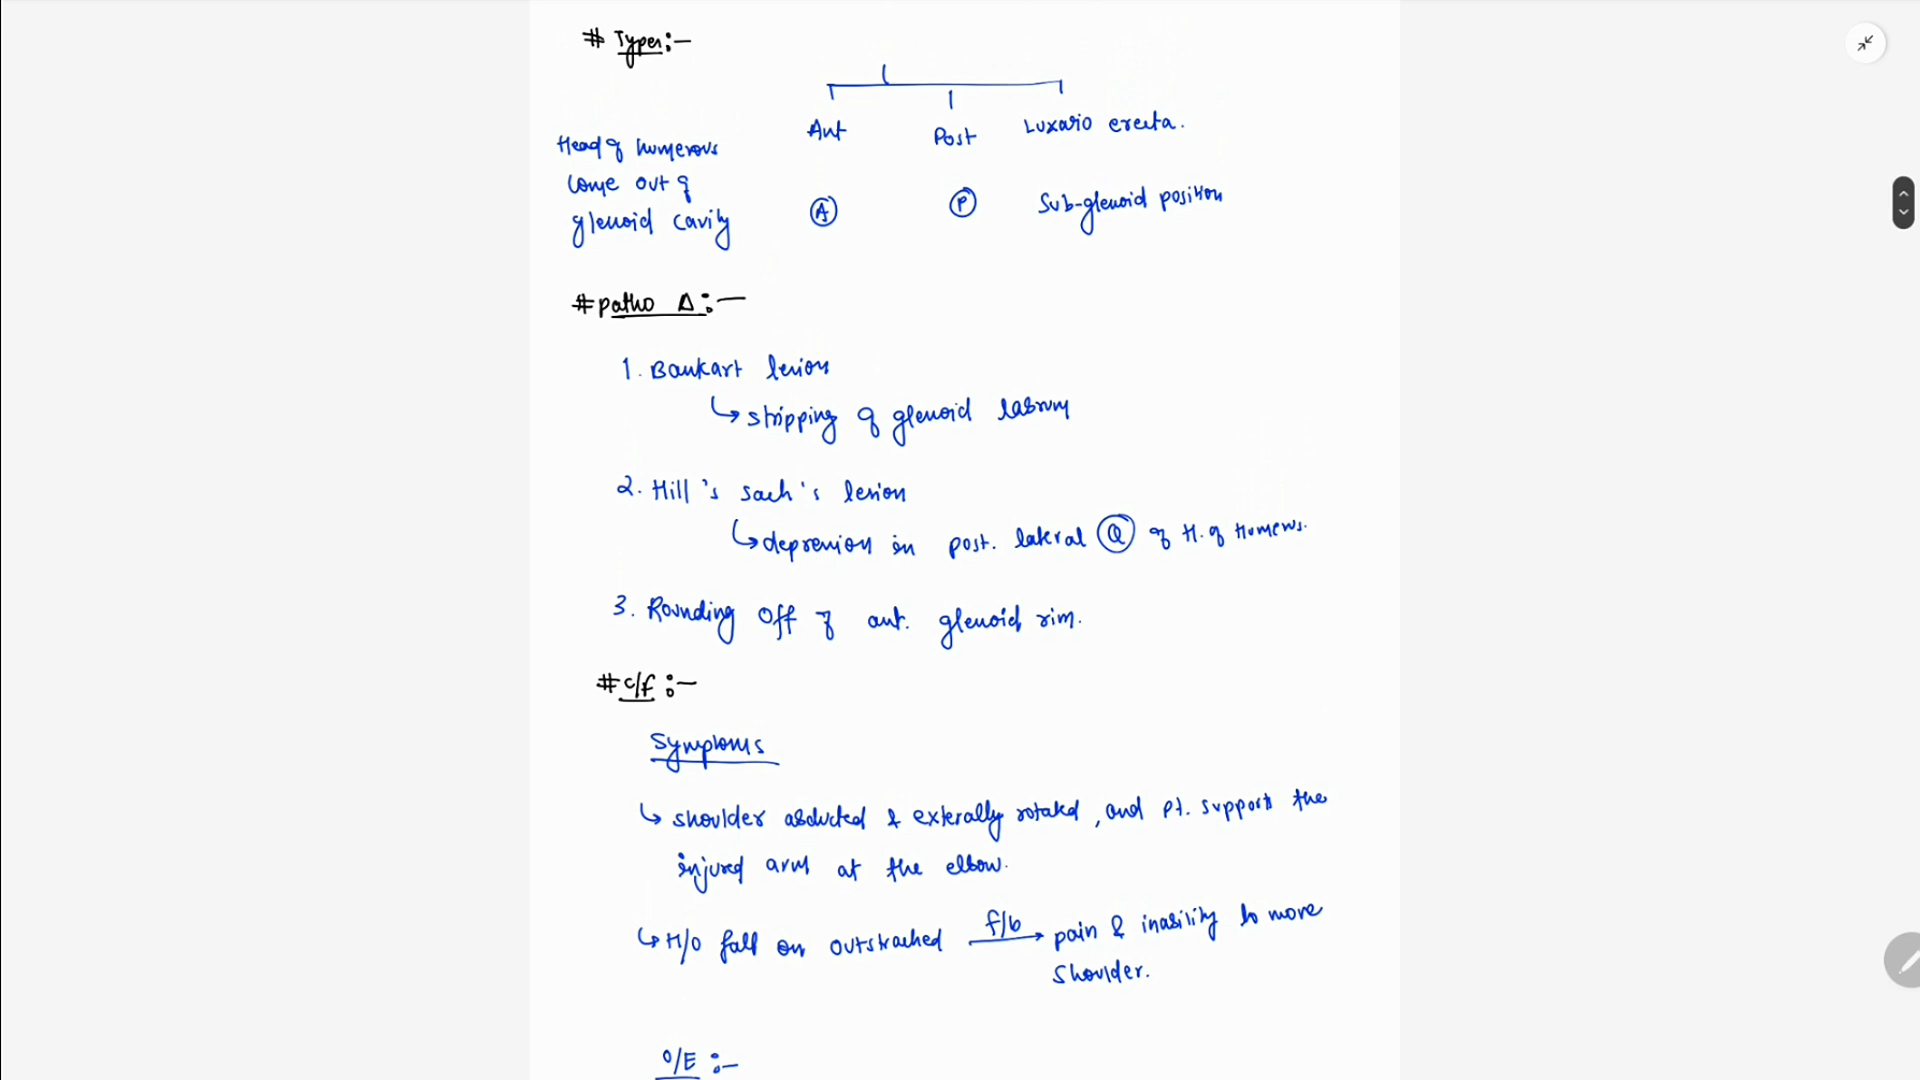 # Types:-
Ant Post Luxatio erecta.
Head of humerous
come out of
glenoid cavity
A P Sub-glenoid position
# patho Δ:-
1. Bankart lesion
↳ stripping of glenoid labrum
2. Hill's sach's lesion
↳ depression in post. lateral Q of H. of Humerus.
3. Rounding off of ant. glenoid rim.
# c/f :-
Symptoms
↳ shoulder abducted & exterally rotated, and pt. support the
injured arm at the elbow.
↳ H/O fall on outstrached f/b → pain & inability to move
shoulder.
O/E :-